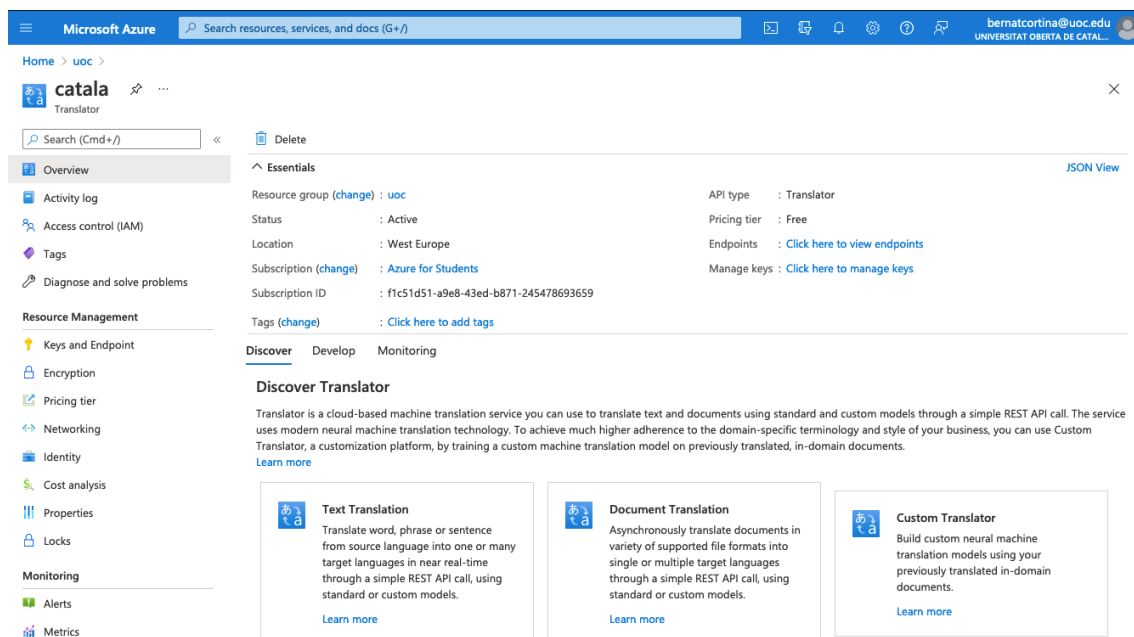 Microsoft Azure
Search resources, services, and docs (G+/)
bernatcortina@uoc.edu
UNIVERSITAT OBERTA DE CATAL...
Home > uoc >
catala
Translator
Search (Cmd+/)
«
Delete
Overview
Activity log
Access control (IAM)
Tags
Diagnose and solve problems
Resource Management
Keys and Endpoint
Encryption
Pricing tier
Networking
Identity
Cost analysis
Properties
Locks
Monitoring
Alerts
Metrics
Essentials
JSON View
Resource group (change) : uoc
Status : Active
Location : West Europe
Subscription (change) : Azure for Students
Subscription ID : f1c51d51-a9e8-43ed-b871-245478693659
Tags (change) : Click here to add tags
API type : Translator
Pricing tier : Free
Endpoints : Click here to view endpoints
Manage keys : Click here to manage keys
Discover Develop Monitoring
Discover Translator
Translator is a cloud-based machine translation service you can use to translate text and documents using standard and custom models through a simple REST API call. The service
uses modern neural machine translation technology. To achieve much higher adherence to the domain-specific terminology and style of your business, you can use Custom
Translator, a customization platform, by training a custom machine translation model on previously translated, in-domain documents.
Learn more
あ
a
Text Translation
Translate word, phrase or sentence
from source language into one or many
target languages in near real-time
through a simple REST API call, using
standard or custom models.
Learn more
あ
a
Document Translation
Asynchronously translate documents in
variety of supported file formats into
single or multiple target languages
through a simple REST API call, using
standard or custom models.
Learn more
あ
a
Custom Translator
Build custom neural machine
translation models using your
previously translated in-domain
documents.
Learn more